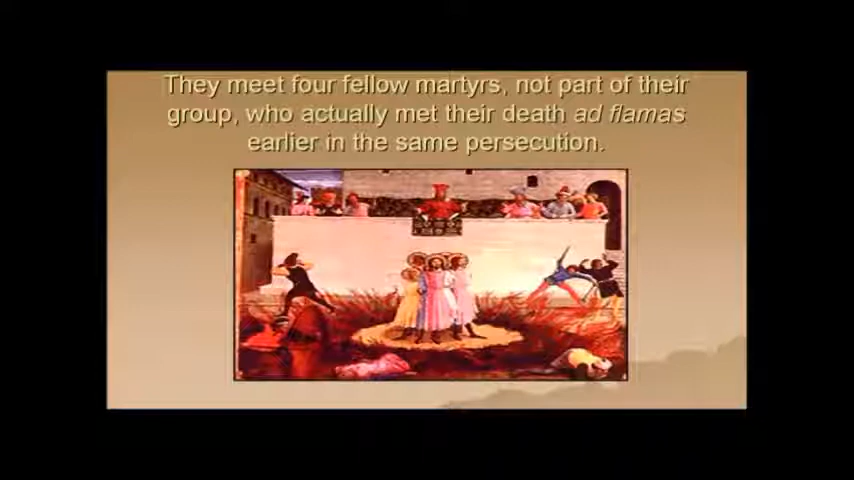 They meet four fellow martyrs, not part of their
group, who actually met their death ad flamas
earlier in the same persecution.